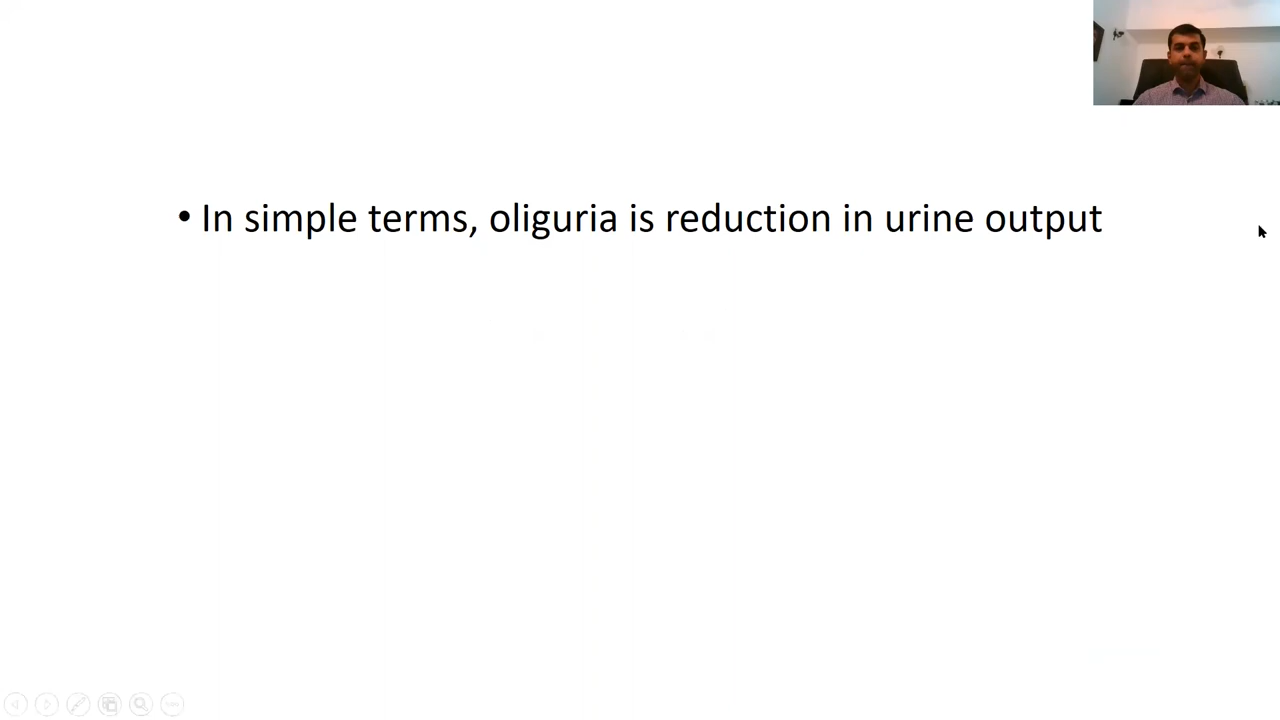 • In simple terms, oliguria is reduction in urine output